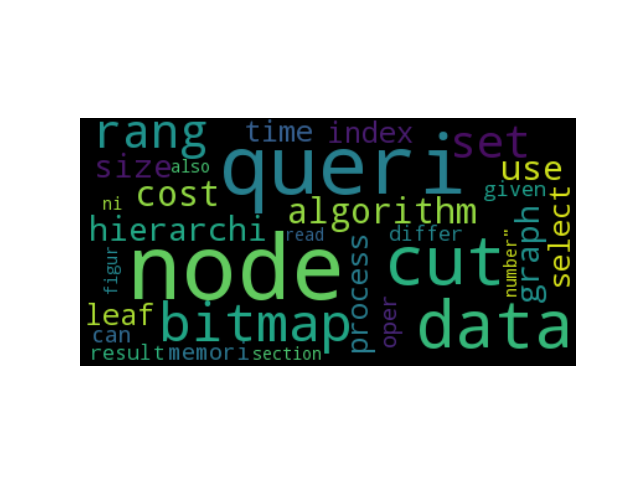 rang time index set
size also queri use
ni cost given
hierarchi algorithm select
read differ graph
figur node cut number"
process
leaf bitmap oper data
can
result memori section